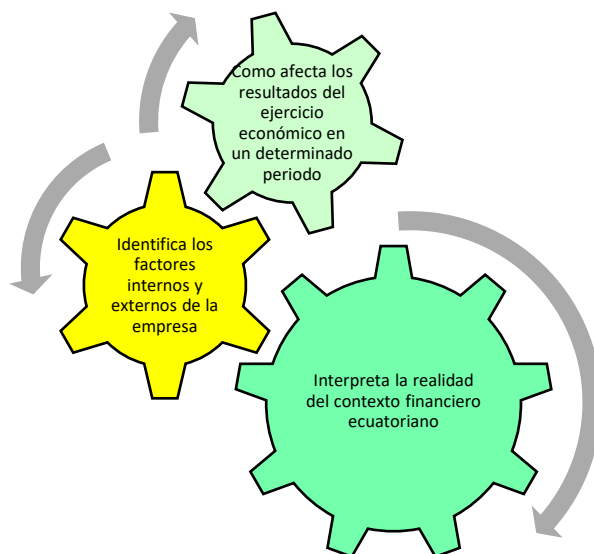 Como afecta los
resultados del
ejercicio
económico en
un determinado
periodo
Identifica los
factores
internos y
externos de la
empresa
Interpreta la realidad
del contexto financiero
ecuatoriano